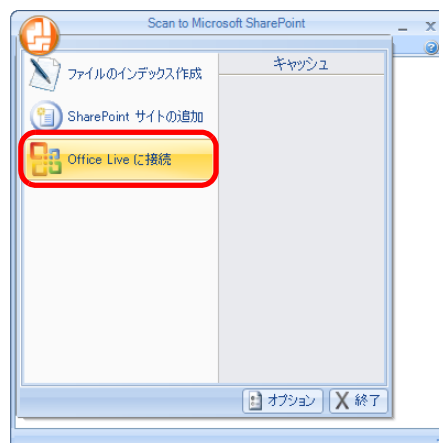 Scan to Microsoft SharePoint
ファイルのインデックス作成
キャッシュ
SharePoint サイトの追加
Office Live に接続
オプション
終了